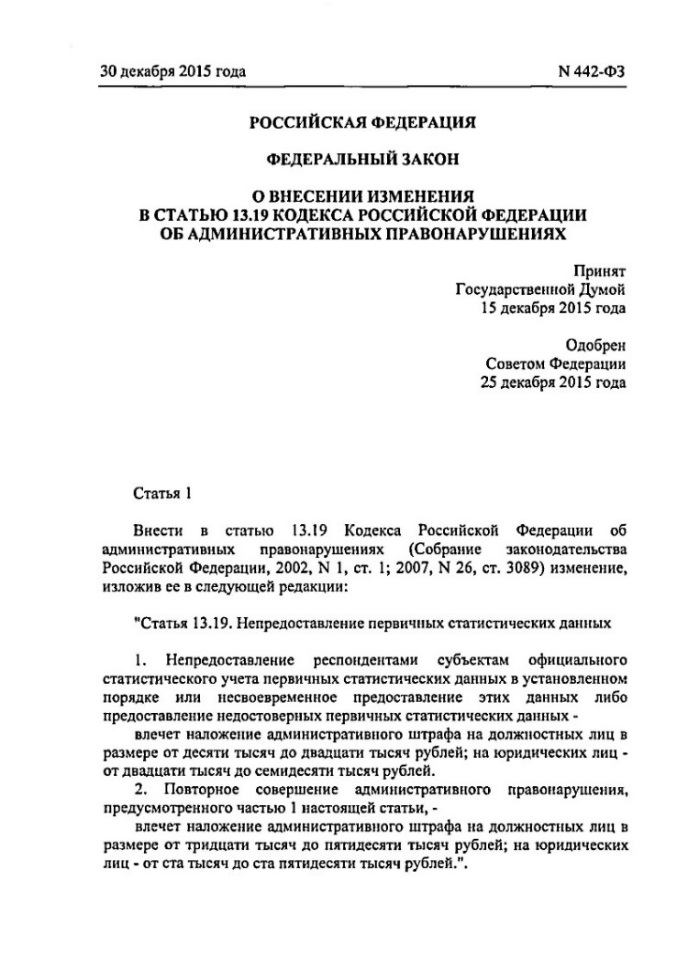 30 декабря 2015 года N 442-ФЗ
РОССИЙСКАЯ ФЕДЕРАЦИЯ
ФЕДЕРАЛЬНЫЙ ЗАКОН
О ВНЕСЕНИИ ИЗМЕНЕНИЯ
В СТАТЬЮ 13.19 КОДЕКСА РОССИЙСКОЙ ФЕДЕРАЦИИ
ОБ АДМИНИСТРАТИВНЫХ ПРАВОНАРУШЕНИЯХ
Принят
Государственной Думой
15 декабря 2015 года
Одобрен
Советом Федерации
25 декабря 2015 года
Статья 1
Внести в статью 13.19 Кодекса Российской Федерации об
административных правонарушениях (Собрание законодательства
Российской Федерации, 2002, N 1, ст. 1; 2007, N 26, ст. 3089) изменение,
изложив ее в следующей редакции:
"Статья 13.19. Непредоставление первичных статистических данных
1. Непредоставление респондентами субъектам официального
статистического учета первичных статистических данных в установленном
порядке или несвоевременное предоставление этих данных либо
предоставление недостоверных первичных статистических данных -
влечет наложение административного штрафа на должностных лиц в
размере от десяти тысяч до двадцати тысяч рублей; на юридических лиц -
от двадцати тысяч до семидесяти тысяч рублей.
2. Повторное совершение административного правонарушения,
предусмотренного частью 1 настоящей статьи, -
влечет наложение административного штрафа на должностных лиц в
размере от тридцати тысяч до пятидесяти тысяч рублей; на юридических
лиц - от ста тысяч до ста пятидесяти тысяч рублей.".